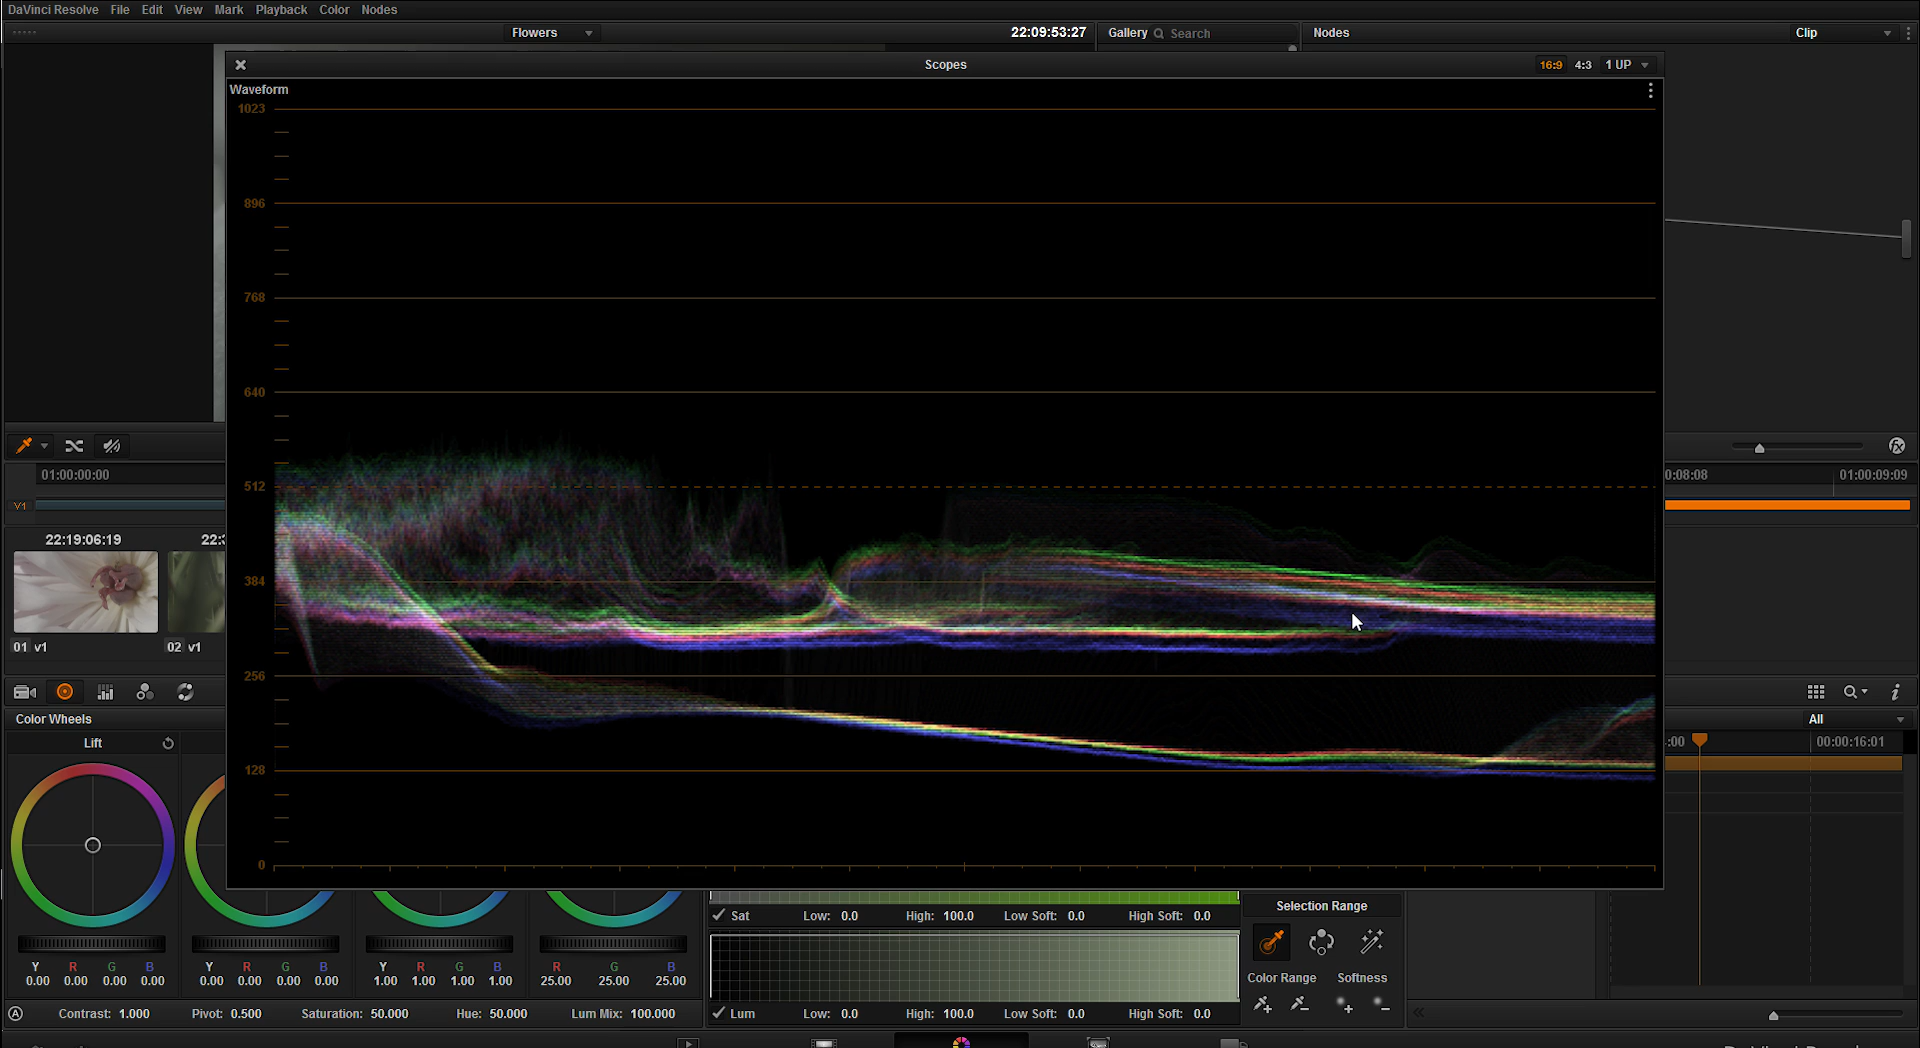 DaVinci Resolve File Edit View Mark Playback Color Nodes
Flowers 22:09:53:27 Gallery Search Nodes Clip
Scopes 16:9 4:3 1 UP
Waveform
1023
896
768
640
512
384
256
128
0
01:00:00:00 0:08:08 01:00:09:09
V1
22:19:06:19 22:
01 v1 02 v1
Color Wheels All
Lift :00 00:00:16:01
Sat Low: 0.0 High: 100.0 Low Soft: 0.0 High Soft: 0.0
Selection Range
Y R G B Y R G B Y R G B R G B
0.00 0.00 0.00 0.00 0.00 0.00 0.00 0.00 1.00 1.00 1.00 1.00 25.00 25.00 25.00
Color Range Softness
A Contrast: 1.000 Pivot: 0.500 Saturation: 50.000 Hue: 50.000 Lum Mix: 100.000
Lum Low: 0.0 High: 100.0 Low Soft: 0.0 High Soft: 0.0